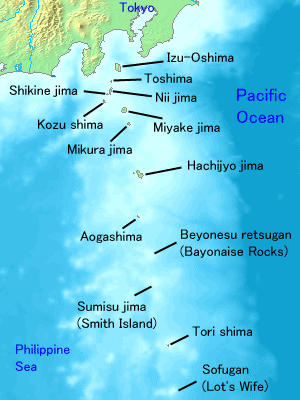 Tokyo
Izu-Oshima
Toshima
Shikine jima
Nii jima
Pacific
Ocean
Kozu shima
Miyake jima
Mikura jima
Hachijyo jima
Aogashima
Beyonesu retsugan
(Bayonaise Rocks)
Sumisu jima
(Smith Island)
Tori shima
Philippine
Sea
Sofugan
(Lot's Wife)